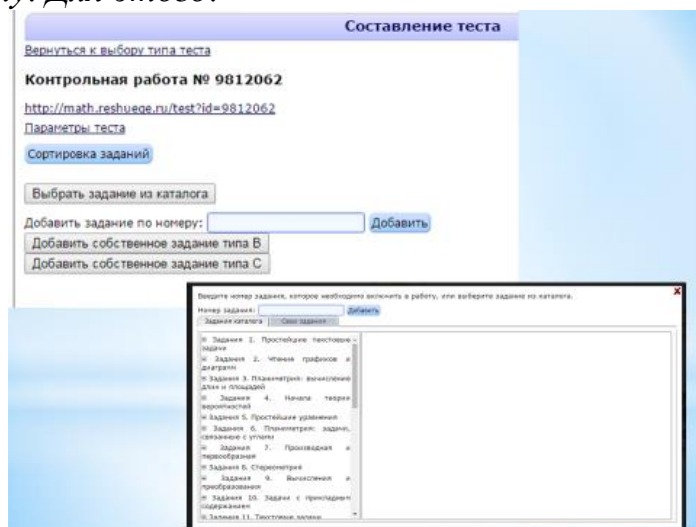 Составление теста
Вернуться к выбору типа теста
Контрольная работа № 9812062
http://math.reshuege.ru/test?id=9812062
Параметры теста
Сортировка заданий
Выбрать задание из каталога
Добавить задание по номеру: Добавить
Добавить собственное задание типа B
Добавить собственное задание типа C
Введите номер задания, которое необходимо включить в работу, или выберите задание из каталога.
Номер задания: Добавить
Задания каталога Свои задания
Задания 1. Простейшие текстовые
задачи
Задания 2. Чтение графиков и
диаграмм
Задания 3. Планиметрия: вычисление
длин и площадей
Задания 4. Начала теории
вероятностей
Задания 5. Простейшие уравнения
Задания 6. Планиметрия: задачи,
связанные с углами
Задания 7. Производная и
первообразная
Задания 8. Стереометрия
Задания 9. Вычисления и
преобразования
Задания 10. Задачи с прикладным
содержанием
Задания 11. Текстовые задачи